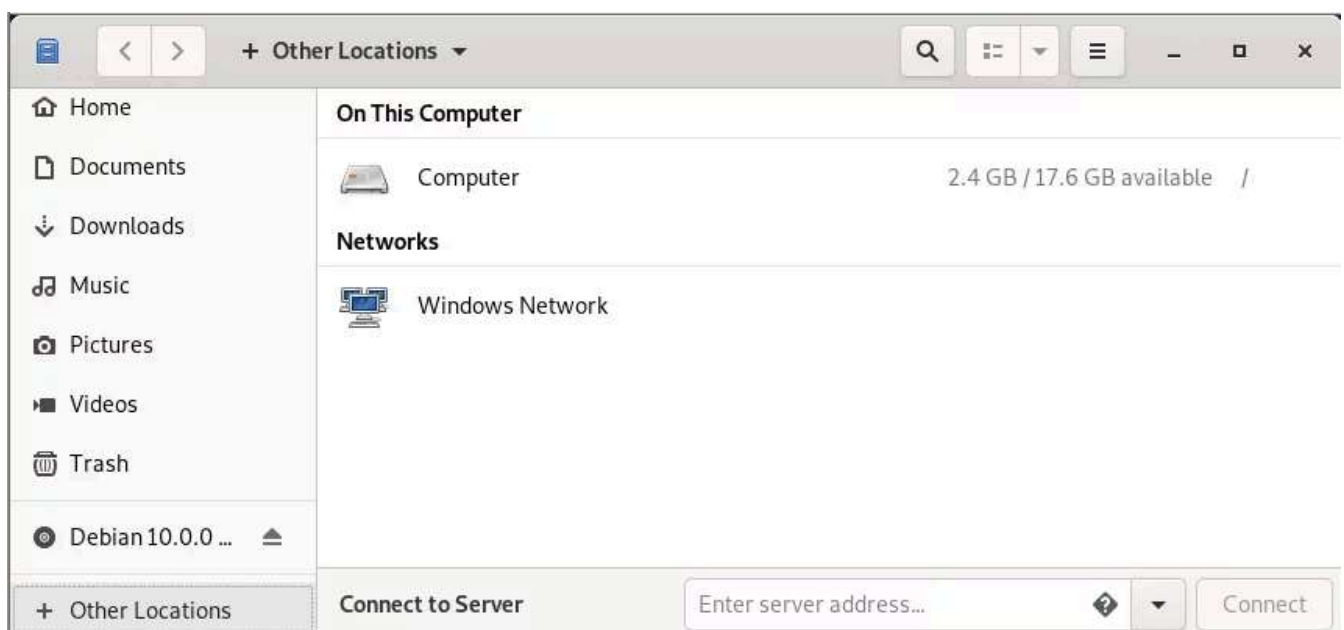 + Other Locations
Home
Documents
Downloads
Music
Pictures
Videos
Trash
Debian 10.0.0 ...
+ Other Locations
On This Computer
Computer 2.4 GB / 17.6 GB available /
Networks
Windows Network
Connect to Server Enter server address... Connect